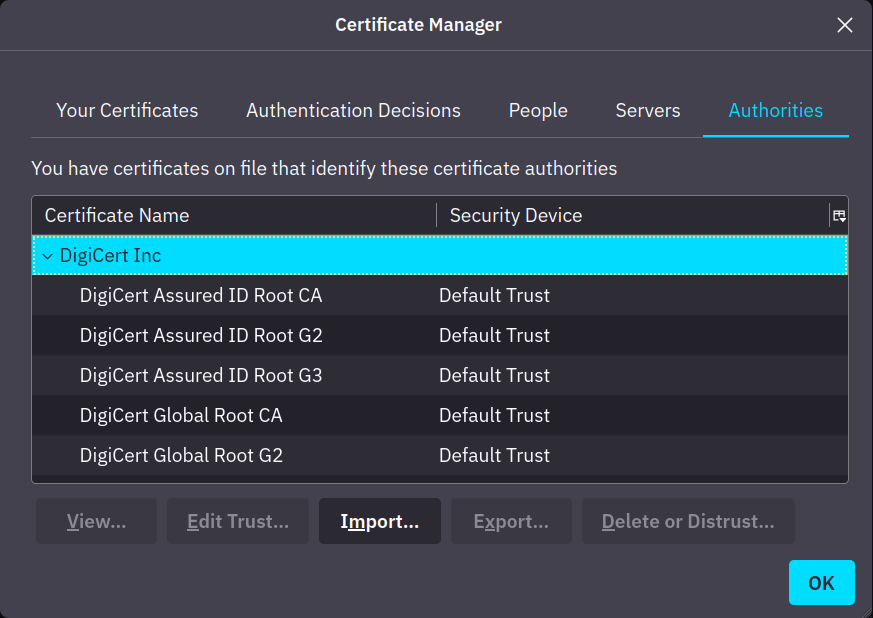 Certificate Manager
Your Certificates Authentication Decisions People Servers Authorities
You have certificates on file that identify these certificate authorities
Certificate Name Security Device
DigiCert Inc
DigiCert Assured ID Root CA Default Trust
DigiCert Assured ID Root G2 Default Trust
DigiCert Assured ID Root G3 Default Trust
DigiCert Global Root CA Default Trust
DigiCert Global Root G2 Default Trust
View... Edit Trust... Import... Export... Delete or Distrust...
OK